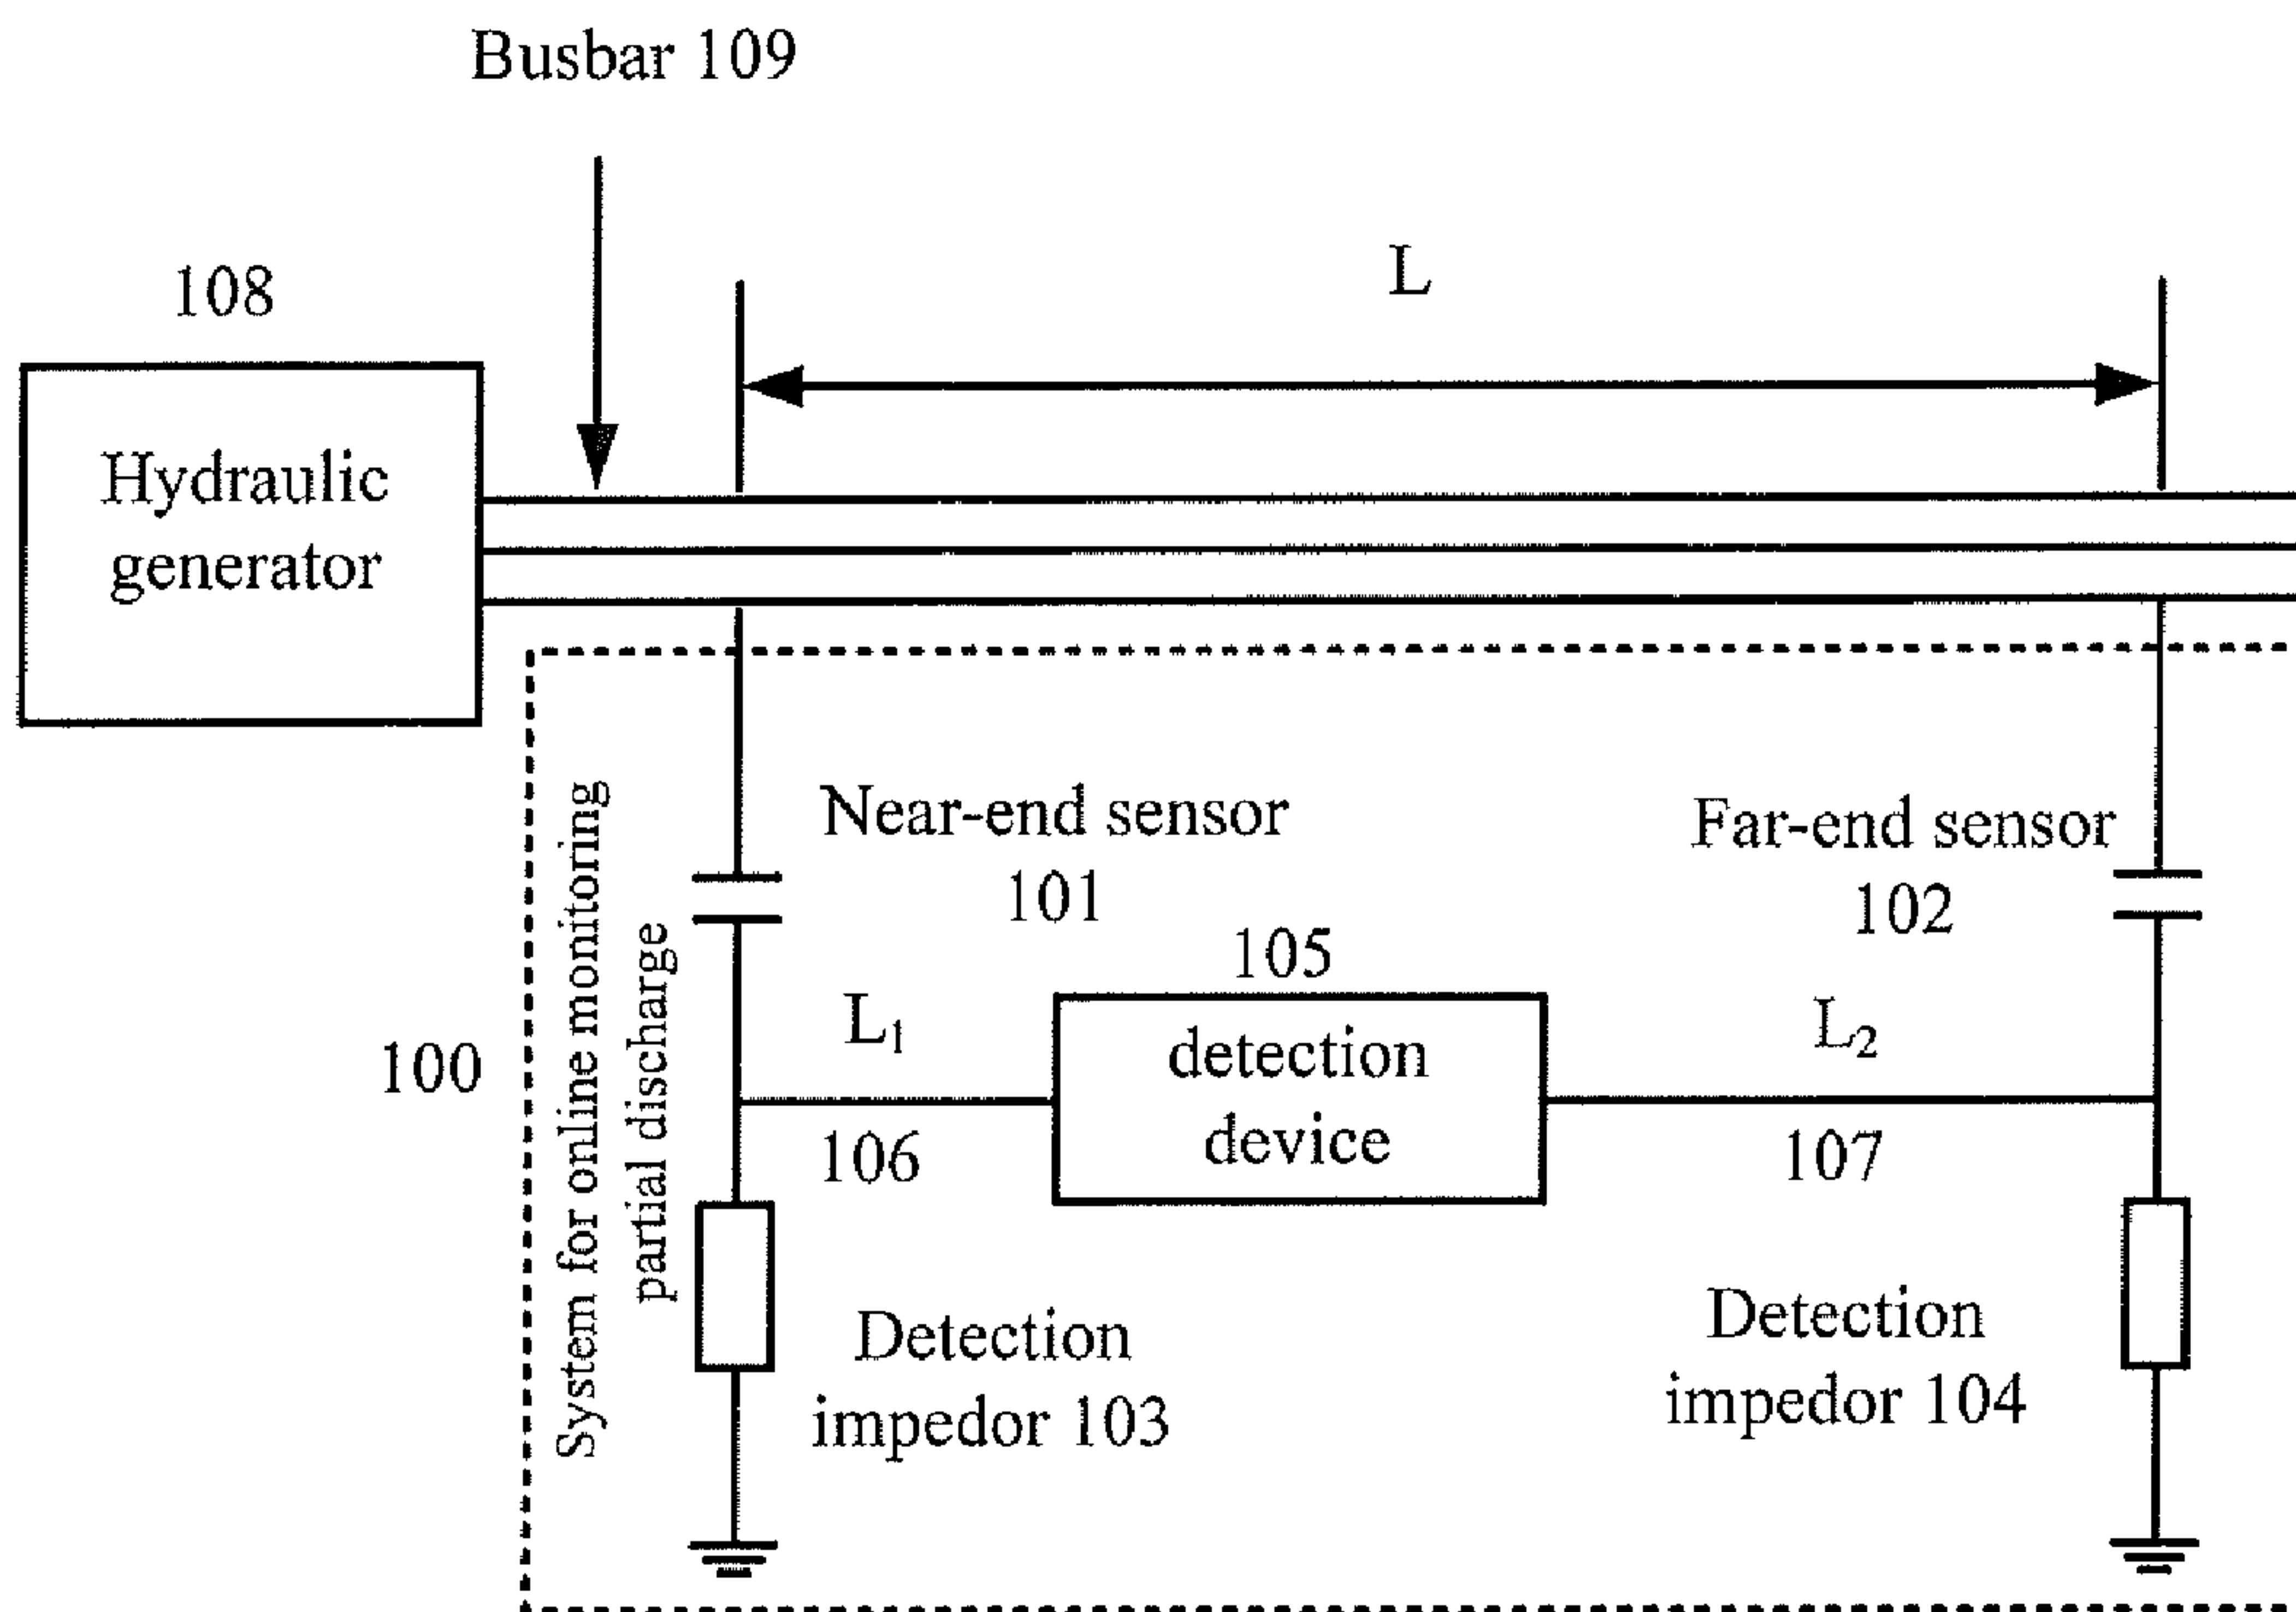 Busbar 109
L
108
Hydraulic
generator
System for online monitoring
partial discharge
100
Near-end sensor
101
Far-end sensor
102
105
L1
detection
device
L2
106
107
Detection
impedor 103
Detection
impedor 104